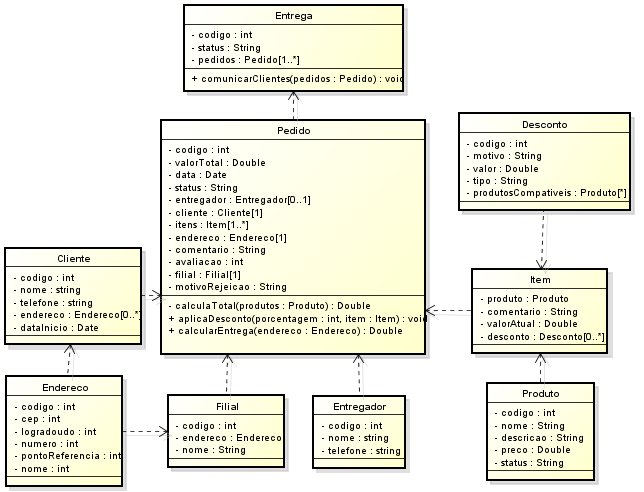 Entrega
- codigo : int
- status : String
- pedidos : Pedido[1..*]
+ comunicarClientes(pedidos : Pedido) : void
Pedido
- codigo : int
- valorTotal : Double
- data : Date
- status : String
- entregador : Entregador[0..1]
- cliente : Cliente[1]
- itens : Item[1..*]
- endereco : Endereco[1]
- comentario : String
- avaliacao : int
- filial : Filial[1]
- motivoRejeicao : String
- calculaTotal(produtos : Produto) : Double
+ aplicaDesconto(porcentagem : int, item : Item) : void
+ calcularEntrega(endereco : Endereco) : Double
Desconto
- codigo : int
- motivo : String
- valor : Double
- tipo : String
- produtosCompativeis : Produto[*]
Cliente
- codigo : int
- nome : string
- telefone : string
- endereco : Endereco[0..*]
- dataInicio : Date
Item
- produto : Produto
- comentario : String
- valorAtual : Double
- desconto : Desconto[0..*]
Endereco
- codigo : int
- cep : int
- logradoudo : int
- numero : int
- pontoReferencia : int
- nome : int
Filial
- codigo : int
- endereco : Endereco
- nome : String
Entregador
- codigo : int
- nome : string
- telefone : string
Produto
- codigo : int
- nome : String
- descricao : String
- preco : Double
- status : String